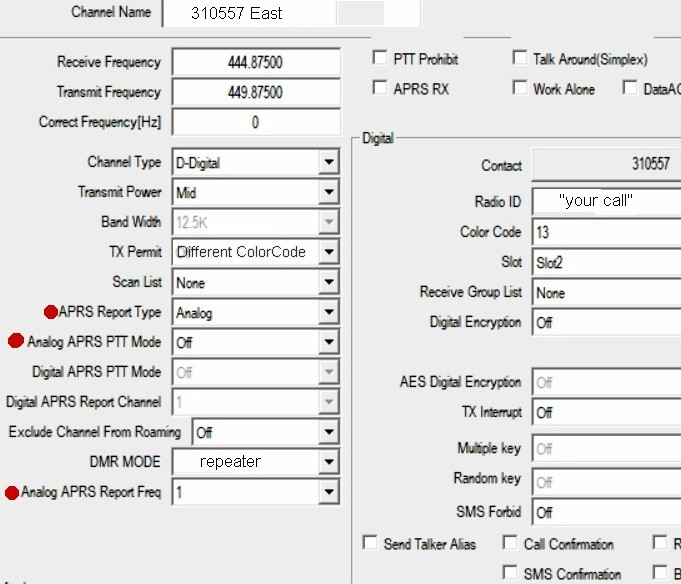 Channel Name 310557 East
Receive Frequency 444.87500
Transmit Frequency 449.87500
Correct Frequency[Hz] 0
Channel Type D-Digital
Transmit Power Mid
Band Width 12.5K
TX Permit Different ColorCode
Scan List None
APRS Report Type Analog
Analog APRS PTT Mode Off
Digital APRS PTT Mode Off
Digital APRS Report Channel 1
Exclude Channel From Roaming Off
DMR MODE repeater
Analog APRS Report Freq 1
PTT Prohibit Talk Around(Simplex)
APRS RX Work Alone DataAC
Digital
Contact 310557
Radio ID "your call"
Color Code 13
Slot Slot2
Receive Group List None
Digital Encryption Off
AES Digital Encryption Off
TX Interrupt Off
Multiple key Off
Random key Off
SMS Forbid Off
Send Talker Alias Call Confirmation R
SMS Confirmation